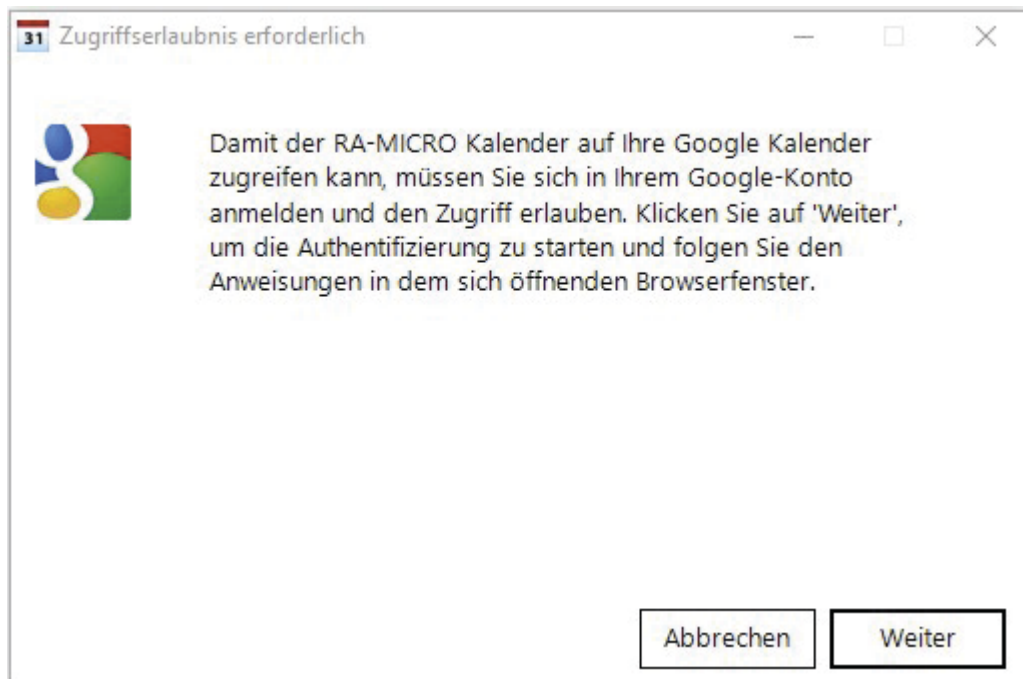 31 Zugriffserlaubnis erforderlich
Damit der RA-MICRO Kalender auf Ihre Google Kalender
zugreifen kann, müssen Sie sich in Ihrem Google-Konto
anmelden und den Zugriff erlauben. Klicken Sie auf 'Weiter',
um die Authentifizierung zu starten und folgen Sie den
Anweisungen in dem sich öffnenden Browserfenster.
Abbrechen Weiter